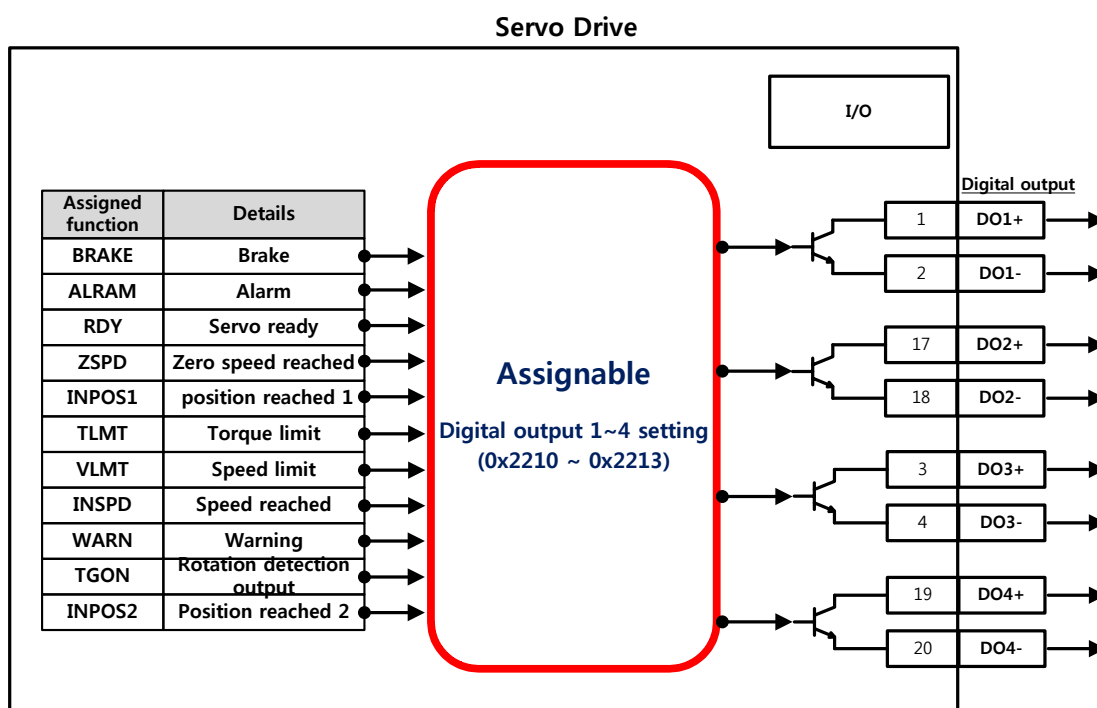 Servo Drive
I/O
Digital output
Assigned function Details
BRAKE Brake
ALRAM Alarm
RDY Servo ready
ZSPD Zero speed reached
INPOS1 position reached 1
TLMT Torque limit
VLMT Speed limit
INSPD Speed reached
WARN Warning
TGON Rotation detection output
INPOS2 Position reached 2
Assignable
Digital output 1~4 setting
(0x2210 ~ 0x2213)
1 DO1+
2 DO1-
17 DO2+
18 DO2-
3 DO3+
4 DO3-
19 DO4+
20 DO4-